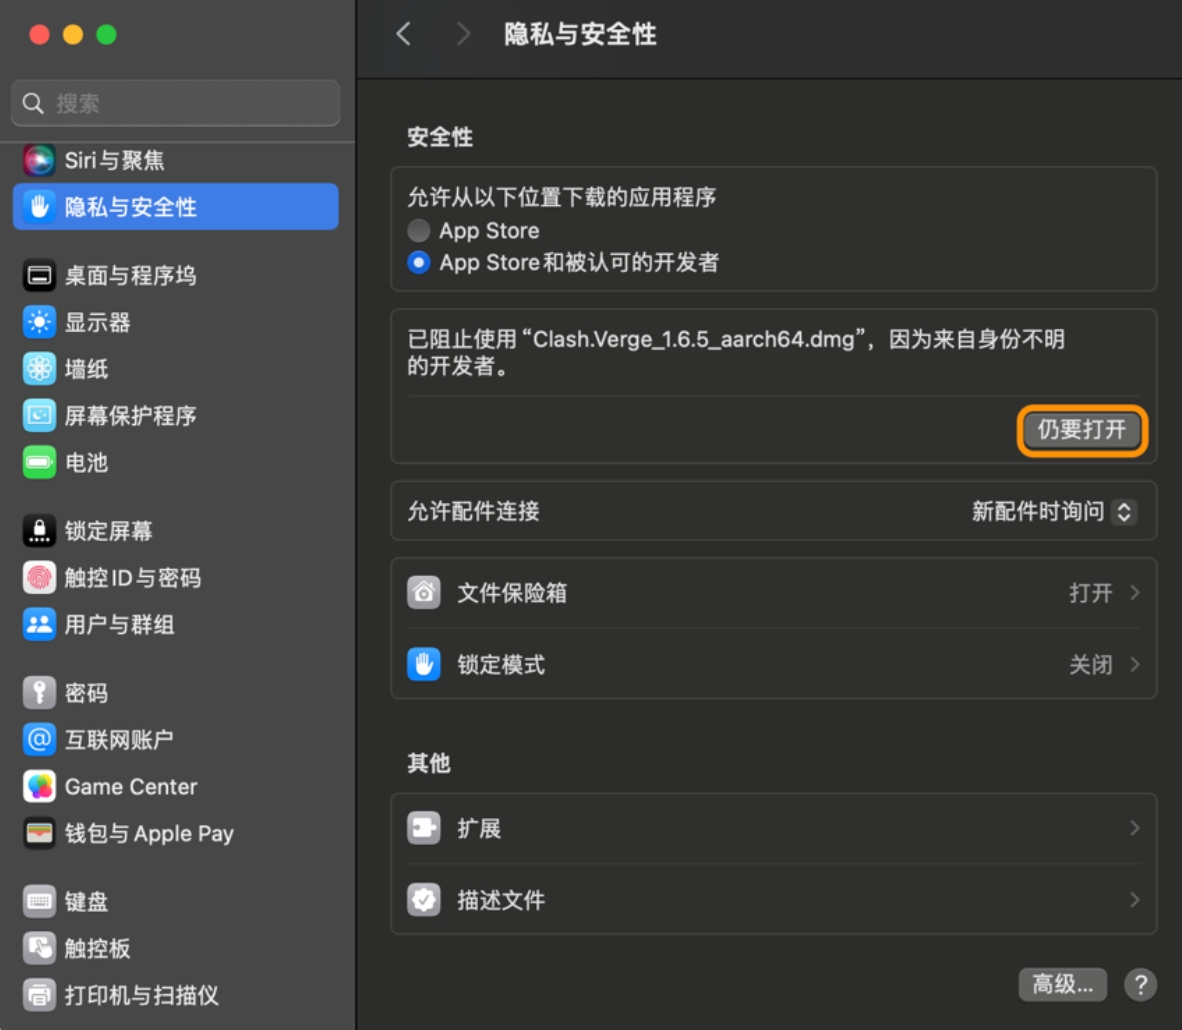 搜索
Siri与聚焦
隐私与安全性
桌面与程序坞
显示器
墙纸
屏幕保护程序
电池
锁定屏幕
触控ID与密码
用户与群组
密码
互联网账户
Game Center
钱包与Apple Pay
键盘
触控板
打印机与扫描仪
隐私与安全性
安全性
允许从以下位置下载的应用程序
App Store
App Store和被认可的开发者
已阻止使用“Clash.Verge_1.6.5_aarch64.dmg”，因为来自身份不明
的开发者。
仍要打开
允许配件连接 新配件时询问
文件保险箱 打开
锁定模式 关闭
其他
扩展
描述文件
高级... ?